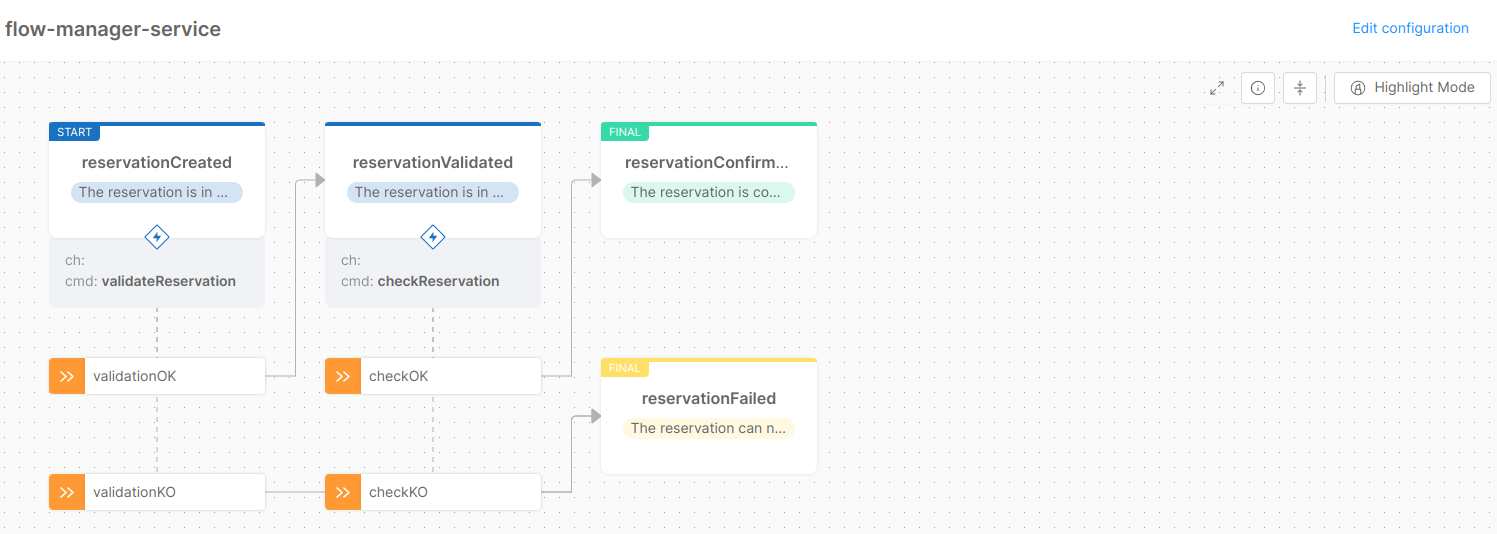 flow-manager-service
Edit configuration
Highlight Mode
START
reservationCreated
The reservation is in ...
ch:
cmd: validateReservation
validationOK
validationKO
reservationValidated
The reservation is in ...
ch:
cmd: checkReservation
checkOK
checkKO
FINAL
reservationConfirm...
The reservation is co...
FINAL
reservationFailed
The reservation can n...